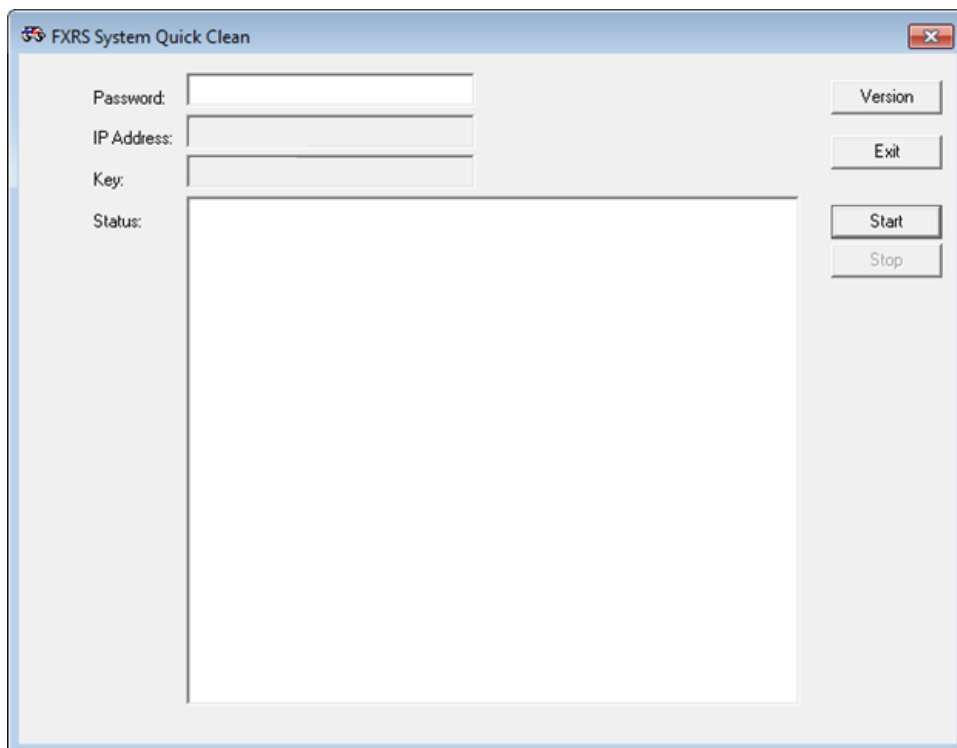 FXRS System Quick Clean
Password:
Version
IP Address:
Exit
Key:
Status:
Start
Stop